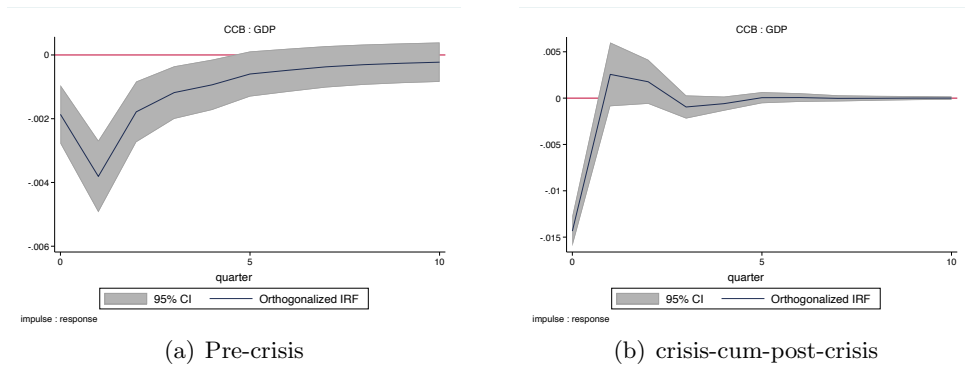 CCB : GDP
0
-.002
-.004
-.006
0
5
10
quarter
95% CI
Orthogonalized IRF
impulse : response
(a) Pre-crisis
CCB : GDP
.005
0
-.005
-.01
-.015
0
5
10
quarter
95% CI
Orthogonalized IRF
impulse : response
(b) crisis-cum-post-crisis